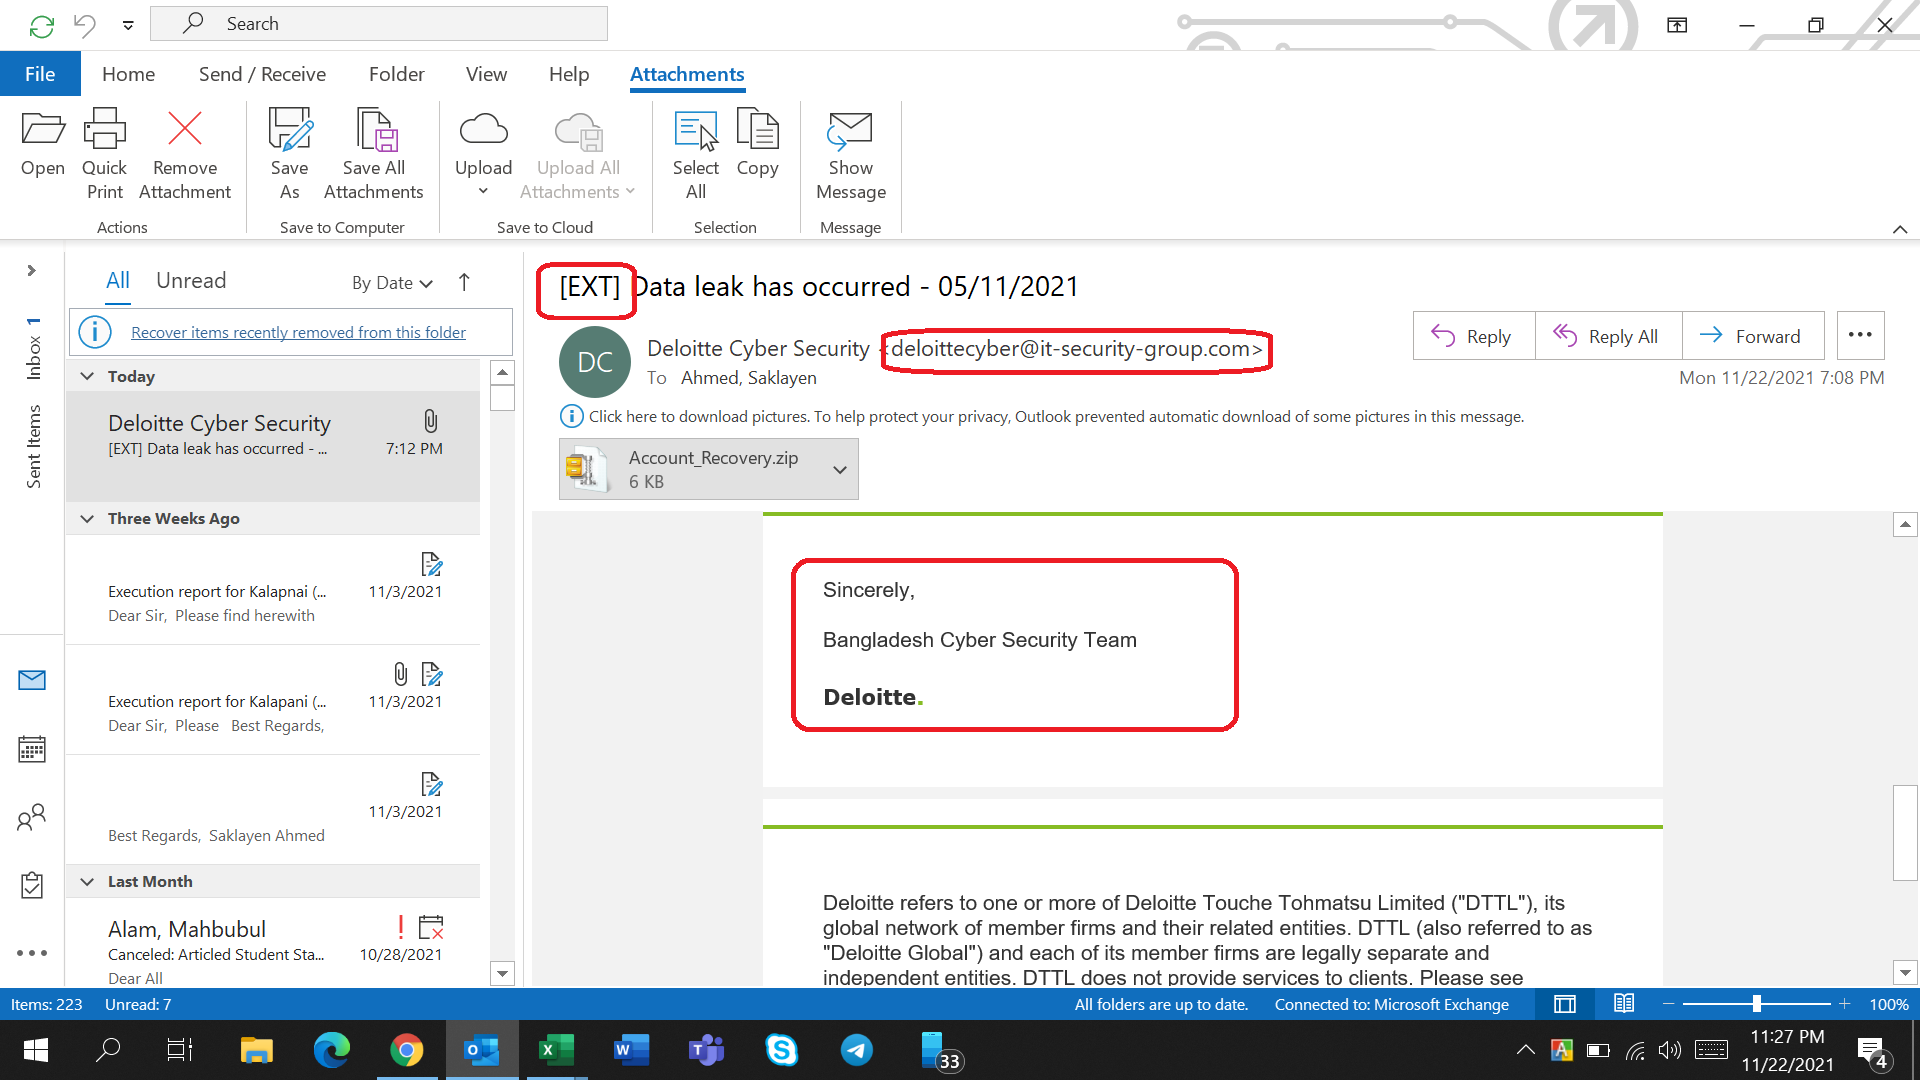 Search
File
Home
Send / Receive
Folder
View
Help
Attachments
Open
Quick Print
Remove Attachment
Save As
Save All Attachments
Upload
Upload All Attachments
Select All
Copy
Show Message
Actions
Save to Computer
Save to Cloud
Selection
Message
Inbox 1
Sent Items
All
Unread
By Date
Recover items recently removed from this folder
Today
Deloitte Cyber Security
[EXT] Data leak has occurred - ...
7:12 PM
Three Weeks Ago
Execution report for Kalapnai (...
11/3/2021
Dear Sir, Please find herewith
Execution report for Kalapani (...
11/3/2021
Dear Sir, Please Best Regards,
11/3/2021
Best Regards, Saklayen Ahmed
Last Month
Alam, Mahbubul
Canceled: Articled Student Sta...
10/28/2021
Dear All
[EXT] Data leak has occurred - 05/11/2021
DC
Deloitte Cyber Security <deloittecyber@it-security-group.com>
To Ahmed, Saklayen
Reply
Reply All
Forward
Mon 11/22/2021 7:08 PM
Click here to download pictures. To help protect your privacy, Outlook prevented automatic download of some pictures in this message.
Account_Recovery.zip
6 KB
Sincerely,
Bangladesh Cyber Security Team
Deloitte.
Deloitte refers to one or more of Deloitte Touche Tohmatsu Limited ("DTTL"), its
global network of member firms and their related entities. DTTL (also referred to as
"Deloitte Global") and each of its member firms are legally separate and
independent entities. DTTL does not provide services to clients. Please see
Items: 223
Unread: 7
All folders are up to date.
Connected to: Microsoft Exchange
100%
33
11:27 PM
11/22/2021
4